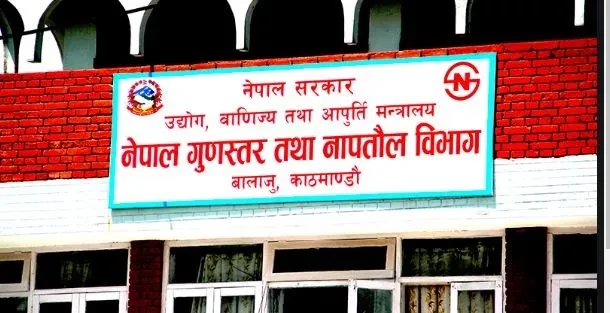 नेपाल सरकार
उद्योग, वाणिज्य तथा आपुर्ति मन्त्रालय
नेपाल गुणस्तर तथा नापतौल विभाग
बालाजु, काठमाण्डौ